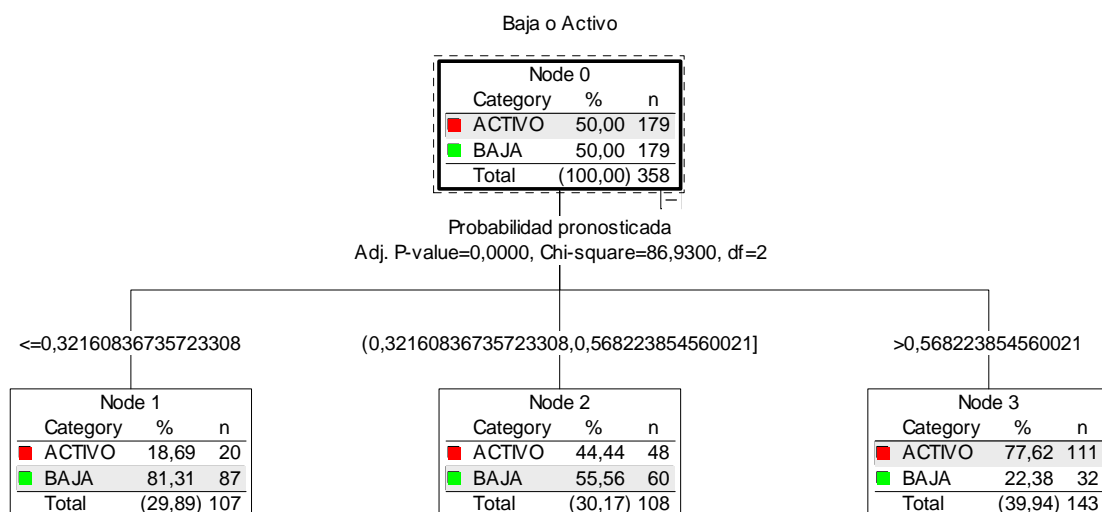 Baja o Activo
Node 0
Category % n
ACTIVO 50,00 179
BAJA 50,00 179
Total (100,00) 358
Probabilidad pronosticada
Adj. P-value=0,0000, Chi-square=86,9300, df=2
<=0,32160836735723308
(0,32160836735723308,0,568223854560021]
>0,568223854560021
Node 1
Category % n
ACTIVO 18,69 20
BAJA 81,31 87
Total (29,89) 107
Node 2
Category % n
ACTIVO 44,44 48
BAJA 55,56 60
Total (30,17) 108
Node 3
Category % n
ACTIVO 77,62 111
BAJA 22,38 32
Total (39,94) 143